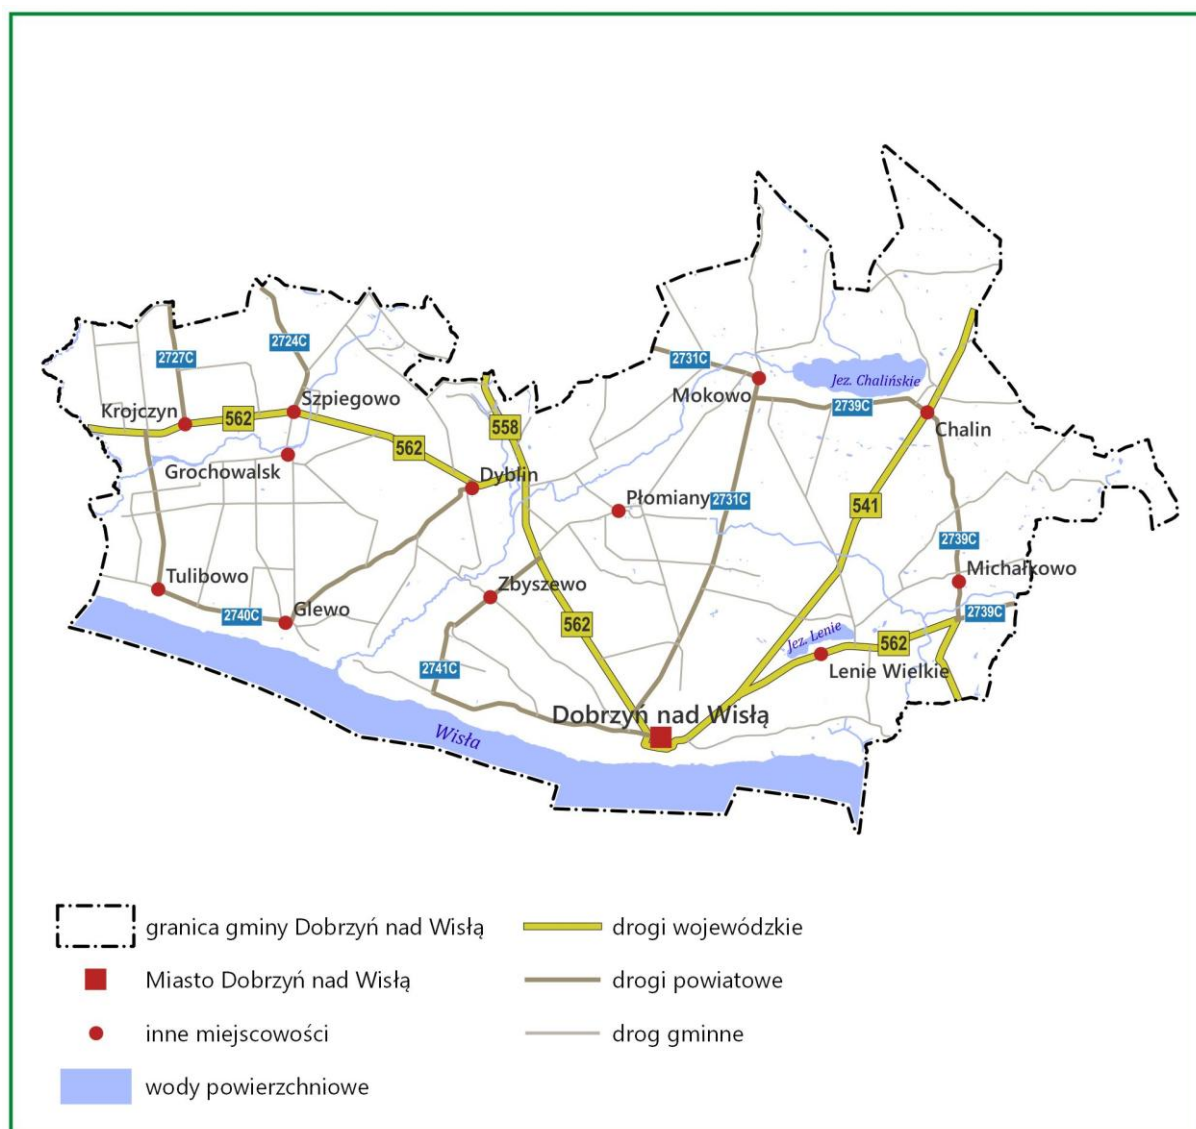 2724C
2727C
2731C
Jez. Chalińskie
Szpiegowo
Mokowo
2739C
Krojczyn
562
558
Chalin
562
Grochowalsk
Dyblin
Płomiany
2731C
541
2739C
Tulibowo
Zbyszewo
Michałkowo
2740C
Glewo
562
2739C
Jez. Lenie
562
2741C
Lenie Wielkie
Dobrzyń nad Wisłą
Wisła
granica gminy Dobrzyń nad Wisłą
drogi wojewódzkie
Miasto Dobrzyń nad Wisłą
drogi powiatowe
inne miejscowości
drog gminne
wody powierzchniowe